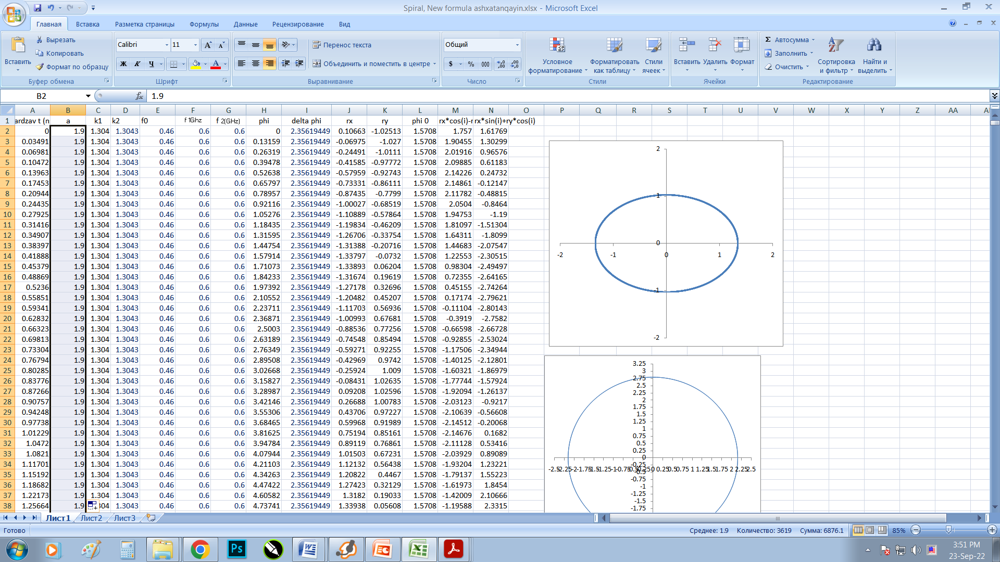 Spiral, New formula ashxatanqayin.xlsx - Microsoft Excel
Главная Вставка Разметка страницы Формулы Данные Рецензирование Вид
Вставить Вырезать Копировать Формат по образцу Буфер обмена
Calibri 11 Ж К Ч А Шрифт
Перенос текста Объединить и поместить в центре Выравнивание
Общий $ % 000 Число
Условное форматирование Форматировать как таблицу Стили ячеек Стили
Вставить Удалить Формат Ячейки
Σ Автосумма Заполнить Очистить Сортировка и фильтр Найти и выделить Редактирование
B2 fx 1.9
A B C D E F G H I J K L M N O P Q R S T U V W X Y Z AA
1 ardzav t (n a k1 k2 f0 f 1Ghz f 2(GHz) phi delta phi rx ry phi 0 rx*cos(i)-r rx*sin(i)+ry*cos(i)
2 0 1.9 1.304 1.3043 0.46 0.6 0.6 0 2.35619449 0.10663 -1.02513 1.5708 1.757 1.61769
3 0.03491 1.9 1.304 1.3043 0.46 0.6 0.6 0.13159 2.35619449 -0.06975 -1.027 1.5708 1.90455 1.30299
4 0.06981 1.9 1.304 1.3043 0.46 0.6 0.6 0.26319 2.35619449 -0.24491 -1.0111 1.5708 2.01916 0.96576
5 0.10472 1.9 1.304 1.3043 0.46 0.6 0.6 0.39478 2.35619449 -0.41585 -0.97772 1.5708 2.09885 0.61183
6 0.13963 1.9 1.304 1.3043 0.46 0.6 0.6 0.52638 2.35619449 -0.57959 -0.92743 1.5708 2.14226 0.24732
7 0.17453 1.9 1.304 1.3043 0.46 0.6 0.6 0.65797 2.35619449 -0.73331 -0.86111 1.5708 2.14861 -0.12147
8 0.20944 1.9 1.304 1.3043 0.46 0.6 0.6 0.78957 2.35619449 -0.87435 -0.7799 1.5708 2.11782 -0.48815
9 0.24435 1.9 1.304 1.3043 0.46 0.6 0.6 0.92116 2.35619449 -1.00027 -0.68519 1.5708 2.0504 -0.8464
10 0.27925 1.9 1.304 1.3043 0.46 0.6 0.6 1.05276 2.35619449 -1.10889 -0.57864 1.5708 1.94753 -1.19
11 0.31416 1.9 1.304 1.3043 0.46 0.6 0.6 1.18435 2.35619449 -1.19834 -0.46209 1.5708 1.81097 -1.51304
12 0.34907 1.9 1.304 1.3043 0.46 0.6 0.6 1.31595 2.35619449 -1.26706 -0.33754 1.5708 1.64311 -1.8099
13 0.38397 1.9 1.304 1.3043 0.46 0.6 0.6 1.44754 2.35619449 -1.31388 -0.20716 1.5708 1.44683 -2.07547
14 0.41888 1.9 1.304 1.3043 0.46 0.6 0.6 1.57914 2.35619449 -1.33797 -0.0732 1.5708 1.22553 -2.30515
15 0.45379 1.9 1.304 1.3043 0.46 0.6 0.6 1.71073 2.35619449 -1.33893 0.06204 1.5708 0.98304 -2.49497
16 0.48869 1.9 1.304 1.3043 0.46 0.6 0.6 1.84233 2.35619449 -1.31674 0.19619 1.5708 0.72355 -2.64165
17 0.5236 1.9 1.304 1.3043 0.46 0.6 0.6 1.97392 2.35619449 -1.27178 0.32696 1.5708 0.45155 -2.74264
18 0.55851 1.9 1.304 1.3043 0.46 0.6 0.6 2.10552 2.35619449 -1.20482 0.45207 1.5708 0.17174 -2.79621
19 0.59341 1.9 1.304 1.3043 0.46 0.6 0.6 2.23711 2.35619449 -1.11703 0.56936 1.5708 -0.11104 -2.80143
20 0.62832 1.9 1.304 1.3043 0.46 0.6 0.6 2.36871 2.35619449 -1.00993 0.67681 1.5708 -0.3919 -2.7582
21 0.66323 1.9 1.304 1.3043 0.46 0.6 0.6 2.5003 2.35619449 -0.88536 0.77256 1.5708 -0.66598 -2.66728
22 0.69813 1.9 1.304 1.3043 0.46 0.6 0.6 2.63189 2.35619449 -0.74548 0.85494 1.5708 -0.92855 -2.53024
23 0.73304 1.9 1.304 1.3043 0.46 0.6 0.6 2.76349 2.35619449 -0.59271 0.92255 1.5708 -1.17506 -2.34944
24 0.76794 1.9 1.304 1.3043 0.46 0.6 0.6 2.89508 2.35619449 -0.42969 0.9742 1.5708 -1.40125 -2.12801
25 0.80285 1.9 1.304 1.3043 0.46 0.6 0.6 3.02668 2.35619449 -0.25924 1.009 1.5708 -1.60321 -1.86979
26 0.83776 1.9 1.304 1.3043 0.46 0.6 0.6 3.15827 2.35619449 -0.08431 1.02635 1.5708 -1.77744 -1.57924
27 0.87266 1.9 1.304 1.3043 0.46 0.6 0.6 3.28987 2.35619449 0.09208 1.02596 1.5708 -1.92094 -1.26137
28 0.90757 1.9 1.304 1.3043 0.46 0.6 0.6 3.42146 2.35619449 0.26688 1.00783 1.5708 -2.03123 -0.9217
29 0.94248 1.9 1.304 1.3043 0.46 0.6 0.6 3.55306 2.35619449 0.43706 0.97227 1.5708 -2.10639 -0.56608
30 0.97738 1.9 1.304 1.3043 0.46 0.6 0.6 3.68465 2.35619449 0.59968 0.91989 1.5708 -2.14512 -0.20068
31 1.01229 1.9 1.304 1.3043 0.46 0.6 0.6 3.81625 2.35619449 0.75194 0.85161 1.5708 -2.14676 0.1682
32 1.0472 1.9 1.304 1.3043 0.46 0.6 0.6 3.94784 2.35619449 0.89119 0.76861 1.5708 -2.11128 0.53416
33 1.0821 1.9 1.304 1.3043 0.46 0.6 0.6 4.07944 2.35619449 1.01503 0.67231 1.5708 -2.03929 0.89089
34 1.11701 1.9 1.304 1.3043 0.46 0.6 0.6 4.21103 2.35619449 1.12132 0.56438 1.5708 -1.93204 1.23221
35 1.15192 1.9 1.304 1.3043 0.46 0.6 0.6 4.34263 2.35619449 1.20822 0.4467 1.5708 -1.79137 1.55223
36 1.18682 1.9 1.304 1.3043 0.46 0.6 0.6 4.47422 2.35619449 1.27423 0.32129 1.5708 -1.61973 1.8454
37 1.22173 1.9 1.304 1.3043 0.46 0.6 0.6 4.60582 2.35619449 1.3182 0.19033 1.5708 -1.42009 2.10666
38 1.25664 1.9 304 1.3043 0.46 0.6 0.6 4.73741 2.35619449 1.33938 0.05608 1.5708 -1.19588 2.3315
2
1
0
-2 -1 0 1 2
-1
-2
3.25
3
2.75
2.5
2.25
2
1.75
1.5
1.25
1
0.75
0.5
0.25
0
-0.25
-2.5 -2.25 -2 -1.75 -1.5 -1.25 -1 -0.75 0 0.25 0.5 0.75 1 1.25 1.5 1.75 2 2.25 2.5
-0.75
-1
-1.25
-1.5
-1.75
Лист1 Лист2 Лист3
Готово Среднее: 1.9 Количество: 3619 Сумма: 6876.1 85%
Ps W
3:51 PM
23-Sep-22